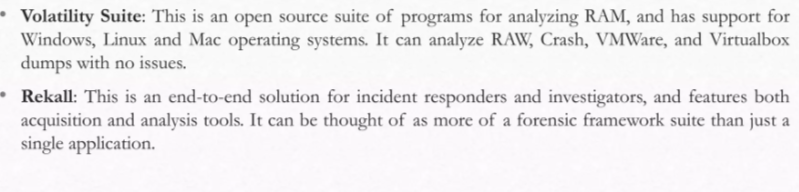 • Volatility Suite: This is an open source suite of programs for analyzing RAM, and has support for
Windows, Linux and Mac operating systems. It can analyze RAW, Crash, VMWare, and Virtualbox
dumps with no issues.
• Rekall: This is an end-to-end solution for incident responders and investigators, and features both
acquisition and analysis tools. It can be thought of as more of a forensic framework suite than just a
single application.